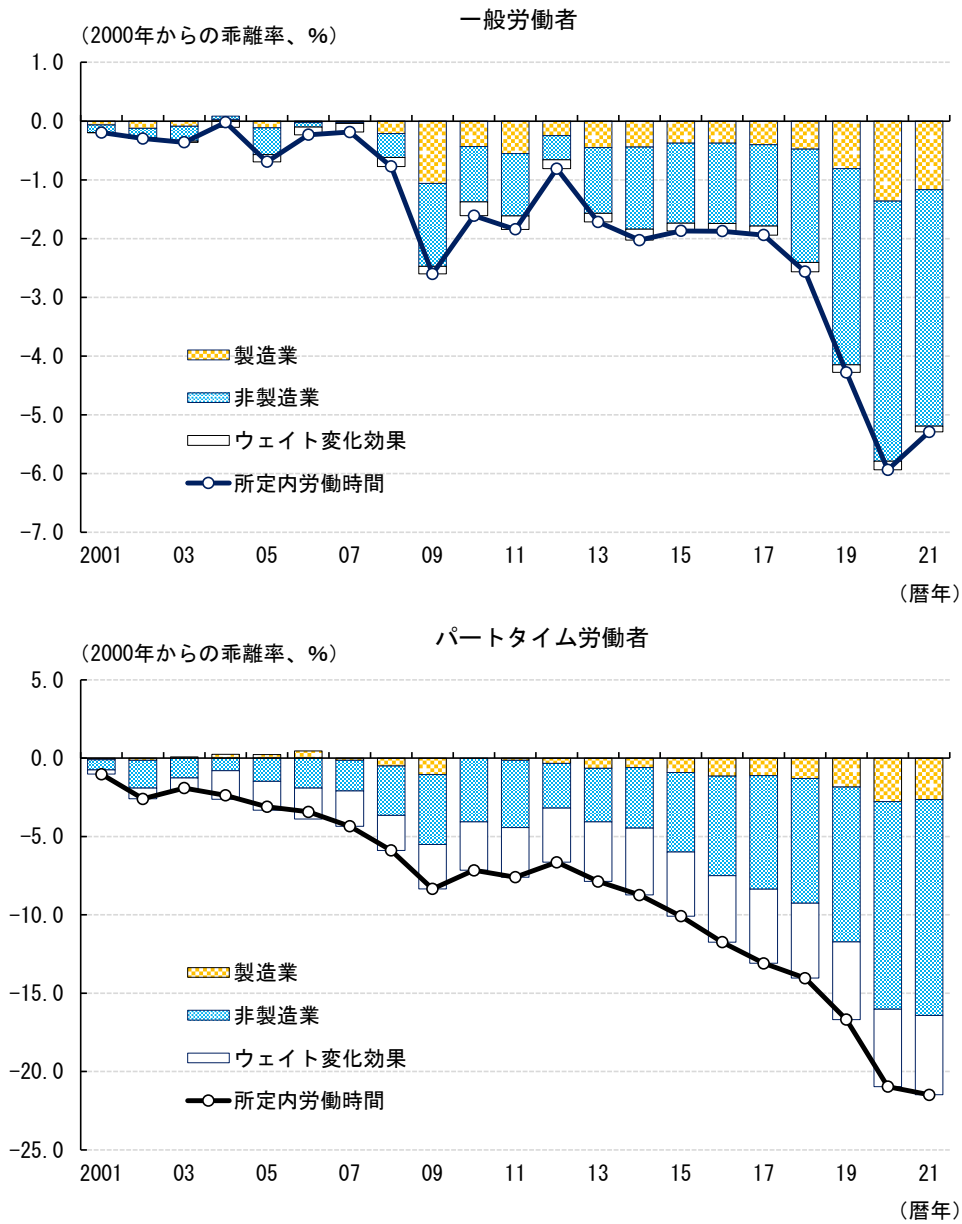 一般労働者
（2000年からの乖離率、％）
1.0
0.0
-1.0
-2.0
-3.0
-4.0
-5.0
-6.0
-7.0
製造業
非製造業
ウェイト変化効果
所定内労働時間
2001 03 05 07 09 11 13 15 17 19 21
（暦年）
パートタイム労働者
（2000年からの乖離率、％）
5.0
0.0
-5.0
-10.0
-15.0
-20.0
-25.0
製造業
非製造業
ウェイト変化効果
所定内労働時間
2001 03 05 07 09 11 13 15 17 19 21
（暦年）